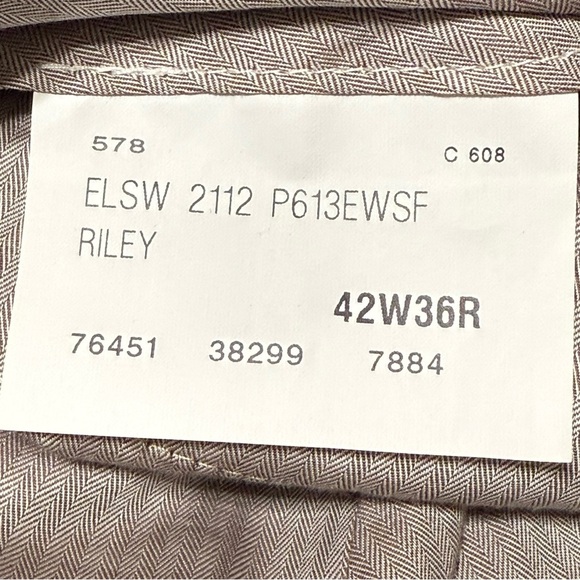 578 C 608
ELSW 2112 P613EWSF
RILEY
42W36R
76451 38299 7884